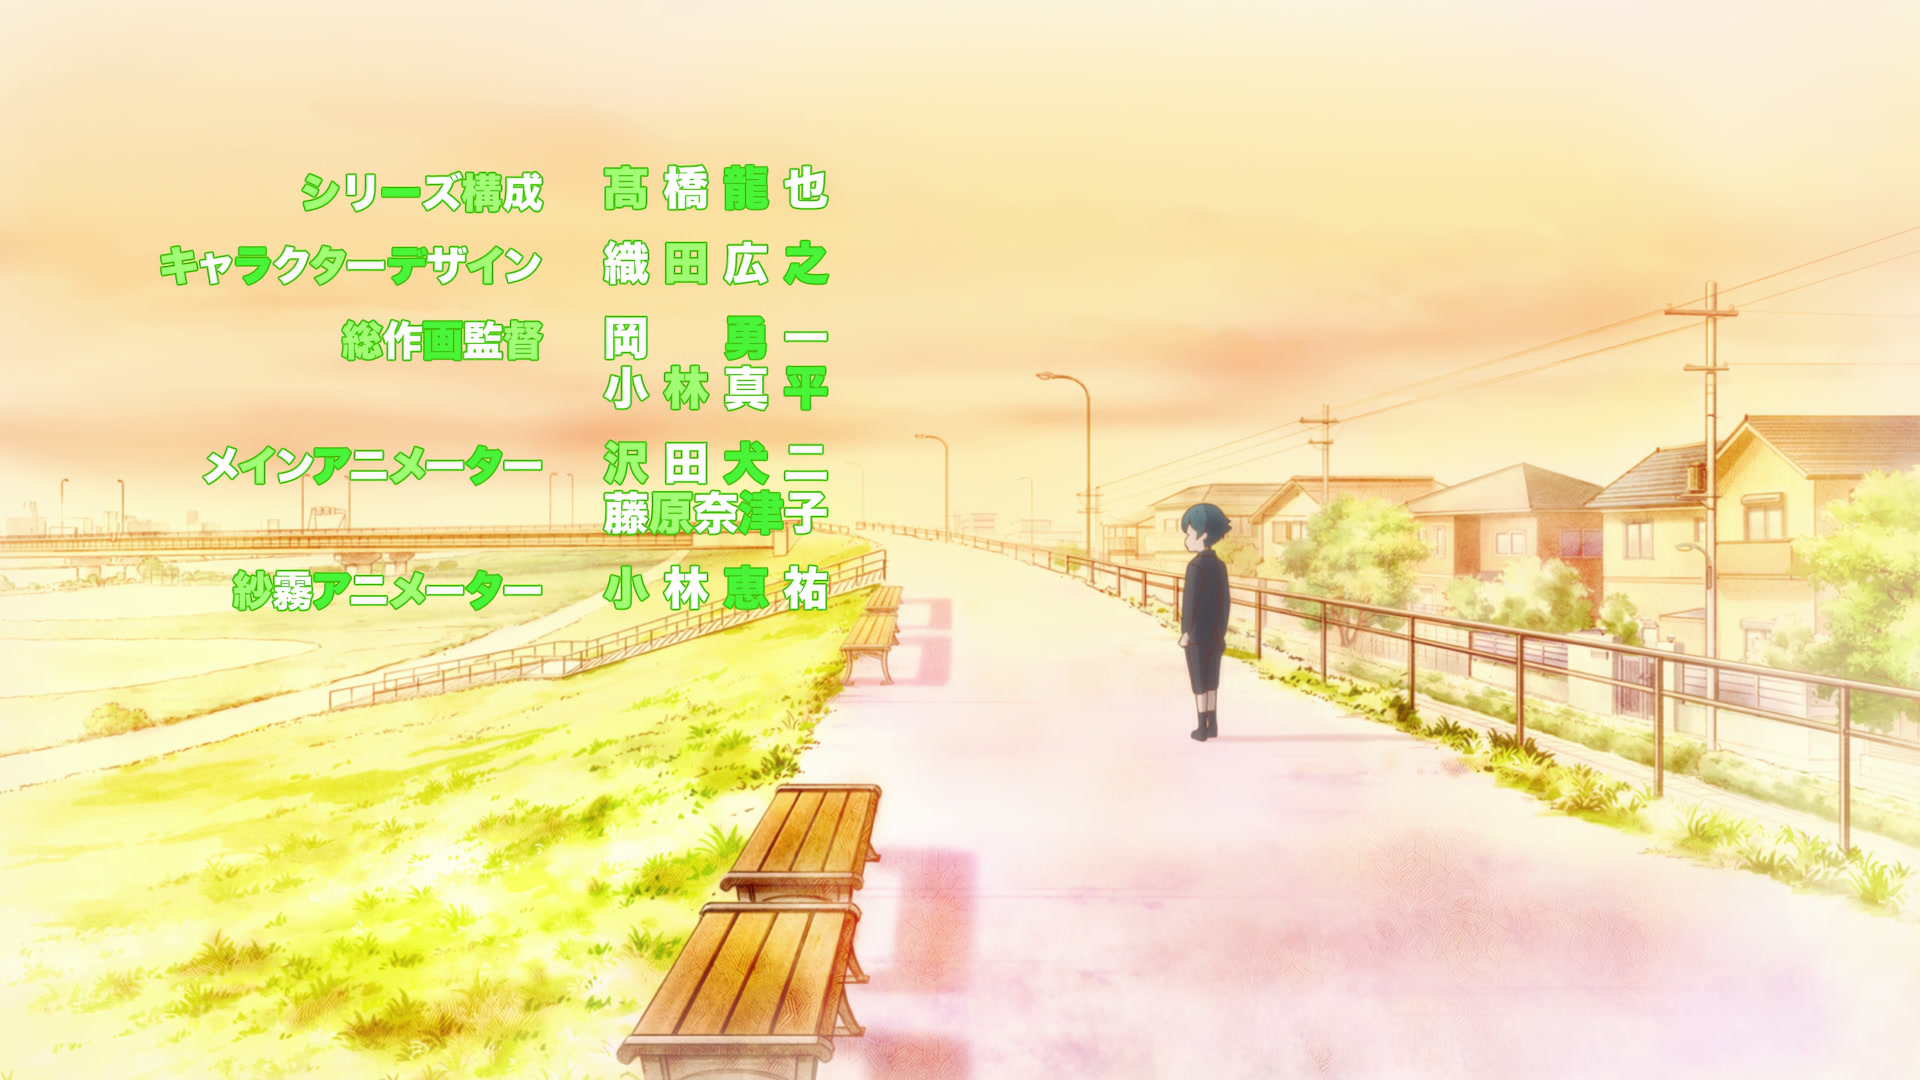 シリーズ構成 髙橋龍也
キャラクターデザイン 織田広之
総作画監督 岡 勇一
小林真平
メインアニメーター 沢田犬二
藤原奈津子
紗霧アニメーター 小林恵祐